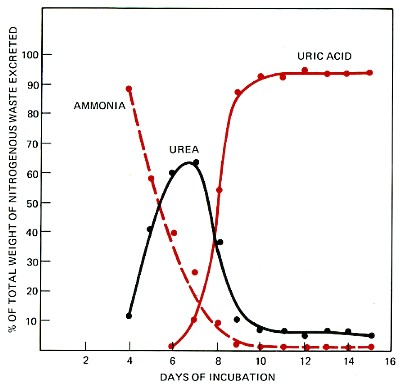 % OF TOTAL WEIGHT OF NITROGENOUS WASTE EXCRETED
100
90
80
70
60
50
40
30
20
10
AMMONIA
UREA
URIC ACID
2 4 6 8 10 12 14 16
DAYS OF INCUBATION